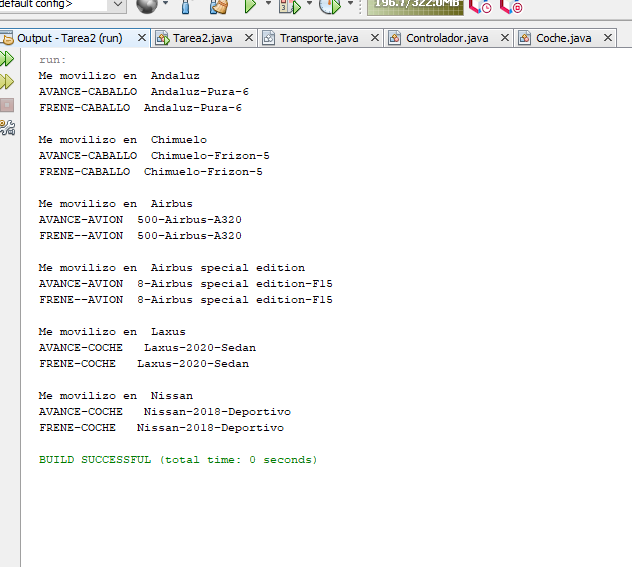 default config>
196.7/322.0MB
Output - Tarea2 (run)
Tarea2.java
Transporte.java
Controlador.java
Coche.java
run:
Me movilizo en  Andaluz
AVANCE-CABALLO  Andaluz-Pura-6
FRENE-CABALLO  Andaluz-Pura-6
Me movilizo en  Chimuelo
AVANCE-CABALLO  Chimuelo-Frizon-5
FRENE-CABALLO  Chimuelo-Frizon-5
Me movilizo en  Airbus
AVANCE-AVION  500-Airbus-A320
FRENE--AVION  500-Airbus-A320
Me movilizo en  Airbus special edition
AVANCE-AVION  8-Airbus special edition-F15
FRENE--AVION  8-Airbus special edition-F15
Me movilizo en  Laxus
AVANCE-COCHE   Laxus-2020-Sedan
FRENE-COCHE   Laxus-2020-Sedan
Me movilizo en  Nissan
AVANCE-COCHE   Nissan-2018-Deportivo
FRENE-COCHE   Nissan-2018-Deportivo
BUILD SUCCESSFUL (total time: 0 seconds)